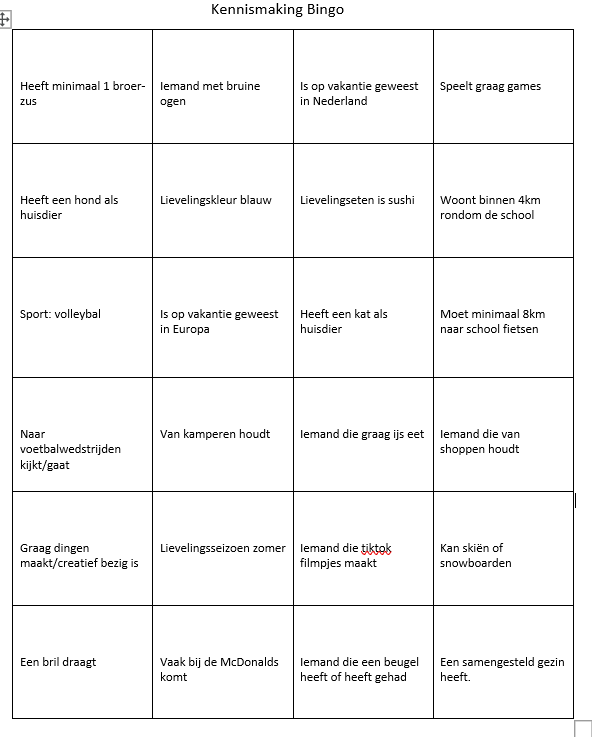 Kennismaking Bingo
Heeft minimaal 1 broer-
zus
Iemand met bruine
ogen
Is op vakantie geweest
in Nederland
Speelt graag games
Heeft een hond als
huisdier
Lievelingskleur blauw
Lievelingseten is sushi
Woont binnen 4km
rondom de school
Sport: volleybal
Is op vakantie geweest
in Europa
Heeft een kat als
huisdier
Moet minimaal 8km
naar school fietsen
Naar
voetbalwedstrijden
kijkt/gaat
Van kamperen houdt
Iemand die graag ijs eet
Iemand die van
shoppen houdt
Graag dingen
maakt/creatief bezig is
Lievelingsseizoen zomer
Iemand die tiktok
filmpjes maakt
Kan skiën of
snowboarden
Een bril draagt
Vaak bij de McDonalds
komt
Iemand die een beugel
heeft of heeft gehad
Een samengesteld gezin
heeft.